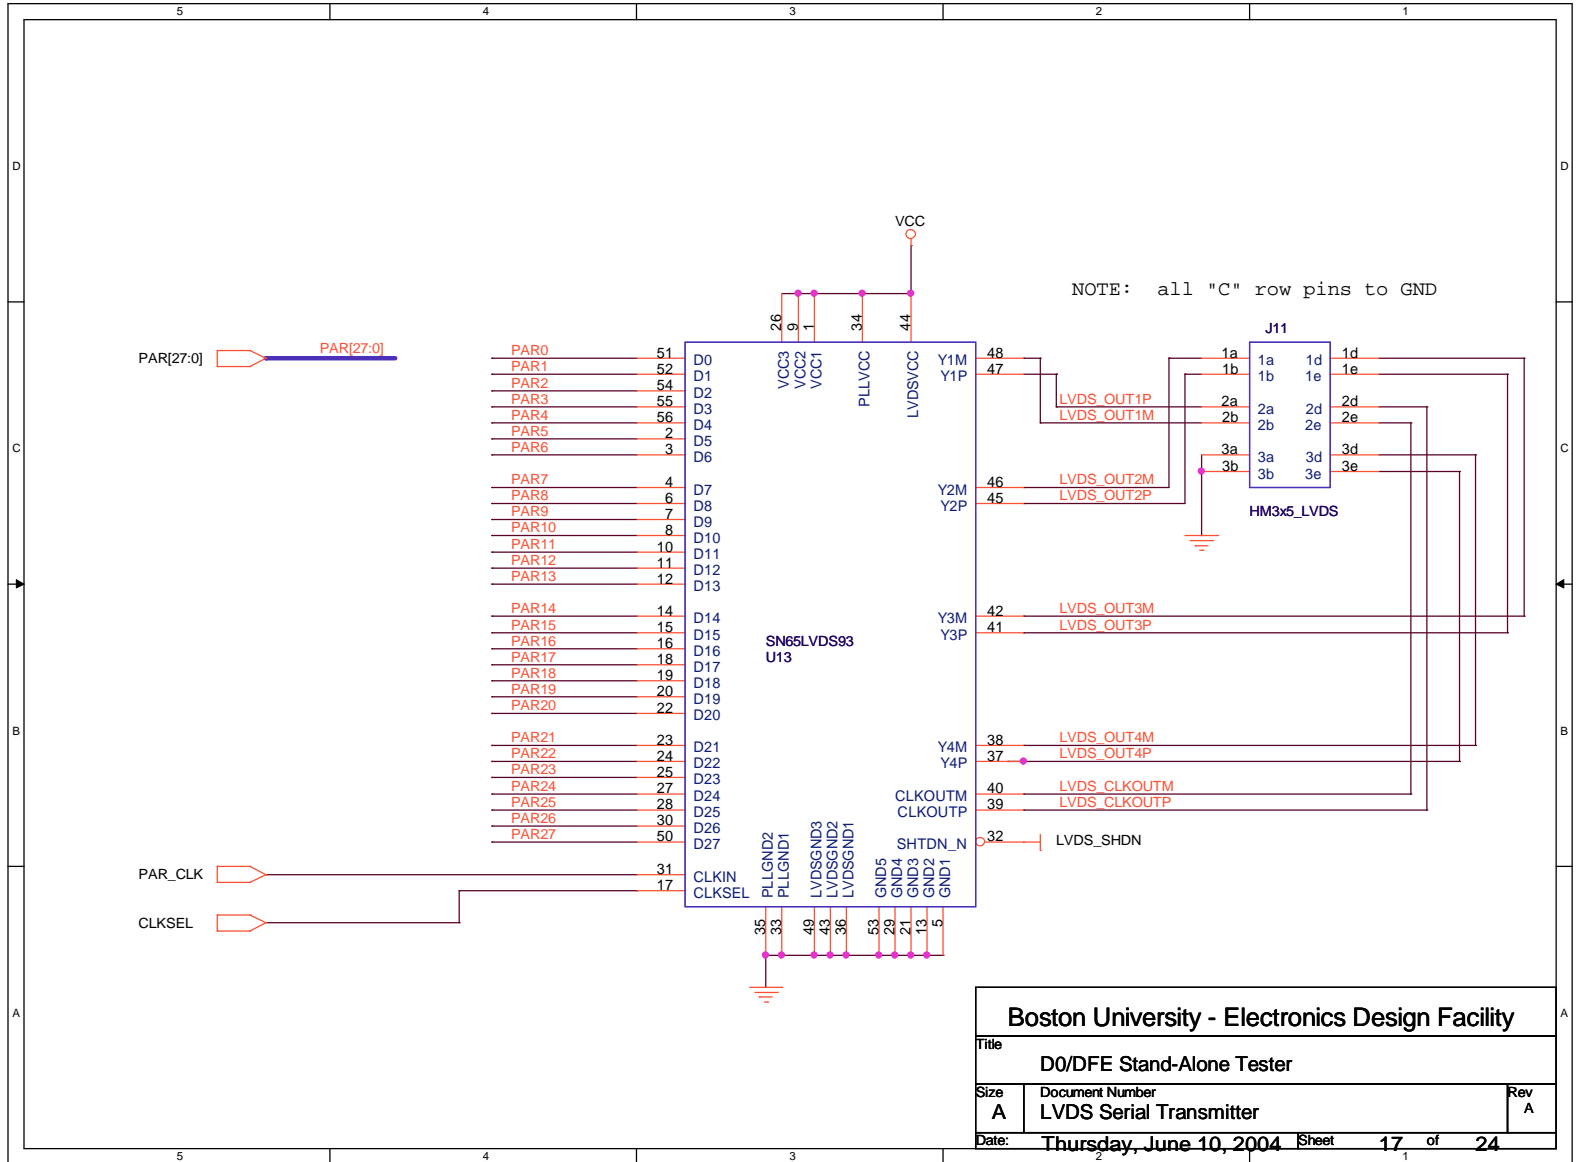 5 4 3 2 1
D D
VCC
NOTE: all "C" row pins to GND
J11
PAR[27:0] PAR[27:0]
26 9 1 34 44
VCC3 VCC2 VCC1 PLLVCC LVDSVCC
PAR0 51 D0
PAR1 52 D1
PAR2 54 D2
PAR3 55 D3
PAR4 56 D4
PAR5 2 D5
PAR6 3 D6
PAR7 4 D7
PAR8 6 D8
PAR9 7 D9
PAR10 8 D10
PAR11 10 D11
PAR12 11 D12
PAR13 12 D13
PAR14 14 D14
PAR15 15 D15
PAR16 16 D16
PAR17 18 D17
PAR18 19 D18
PAR19 20 D19
PAR20 22 D20
PAR21 23 D21
PAR22 24 D22
PAR23 25 D23
PAR24 27 D24
PAR25 28 D25
PAR26 30 D26
PAR27 50 D27
PAR_CLK 31 CLKIN
CLKSEL 17 CLKSEL
SN65LVDS93
U13
Y1M 48
Y1P 47
LVDS_OUT1P
LVDS_OUT1M
Y2M 46 LVDS_OUT2M
Y2P 45 LVDS_OUT2P
Y3M 42 LVDS_OUT3M
Y3P 41 LVDS_OUT3P
Y4M 38 LVDS_OUT4M
Y4P 37 LVDS_OUT4P
CLKOUTM 40 LVDS_CLKOUTM
CLKOUTP 39 LVDS_CLKOUTP
SHTDN_N 32 LVDS_SHDN
1a 1a 1d 1d
1b 1b 1e 1e
2a 2a 2d 2d
2b 2b 2e 2e
3a 3a 3d 3d
3b 3b 3e 3e
HM3x5_LVDS
PLLGND2 PLLGND1 LVDSGND3 LVDSGND2 LVDSGND1 GND5 GND4 GND3 GND2 GND1
35 33 49 43 36 53 29 21 13 5
C C
B B
A A
Boston University - Electronics Design Facility
Title
D0/DFE Stand-Alone Tester
Size Document Number Rev
A LVDS Serial Transmitter A
Date: Thursday, June 10, 2004 Sheet 17 of 24
5 4 3 2 1